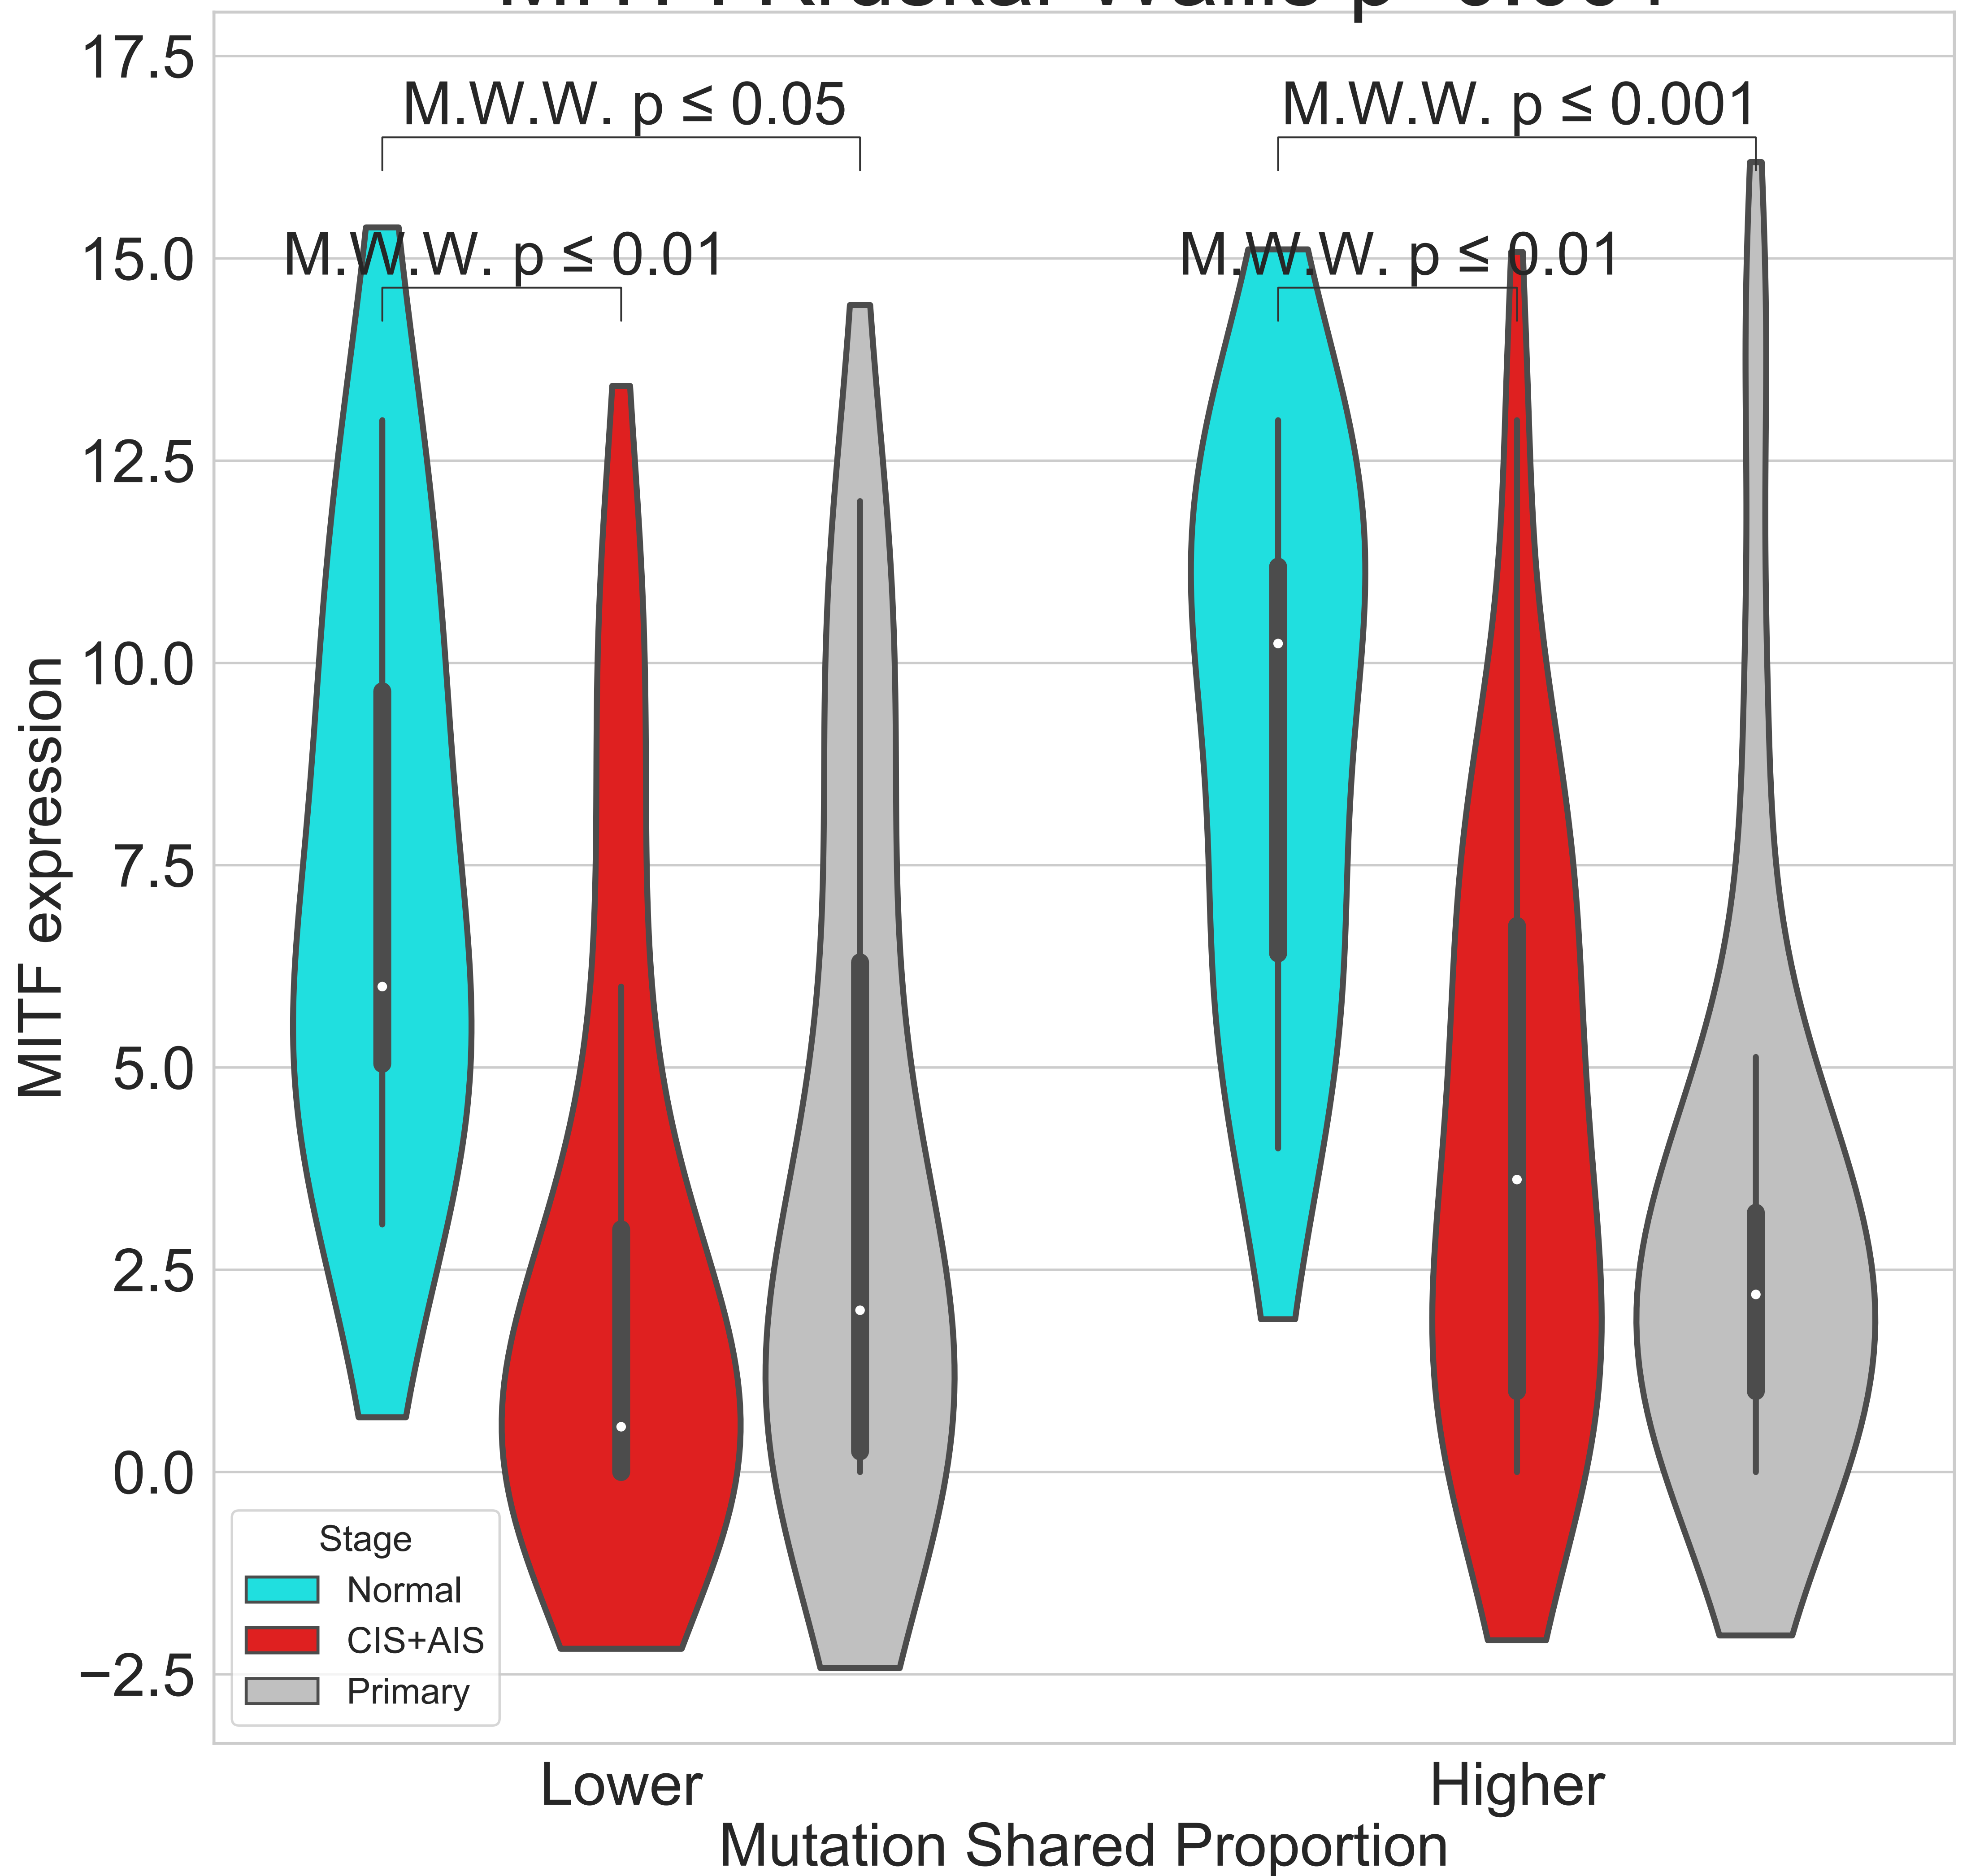 17.5
15.0
12.5
10.0
7.5
5.0
2.5
0.0
−2.5
MITF expression
M.W.W. p ≤ 0.05
M.W.W. p ≤ 0.001
M.W.W. p ≤ 0.01
M.W.W. p ≤ 0.01
Stage
Normal
CIS+AIS
Primary
Lower
Higher
Mutation Shared Proportion